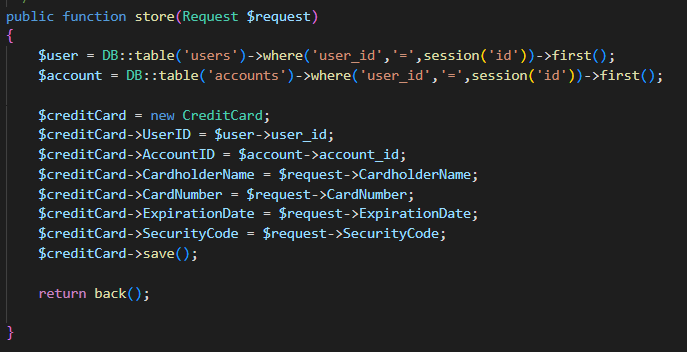 public function store(Request $request)
{
$user = DB::table('users')->where('user_id','=',session('id'))->first();
$account = DB::table('accounts')->where('user_id','=',session('id'))->first();
$creditCard = new CreditCard;
$creditCard->UserID = $user->user_id;
$creditCard->AccountID = $account->account_id;
$creditCard->CardholderName = $request->CardholderName;
$creditCard->CardNumber = $request->CardNumber;
$creditCard->ExpirationDate = $request->ExpirationDate;
$creditCard->SecurityCode = $request->SecurityCode;
$creditCard->save();
return back();
}